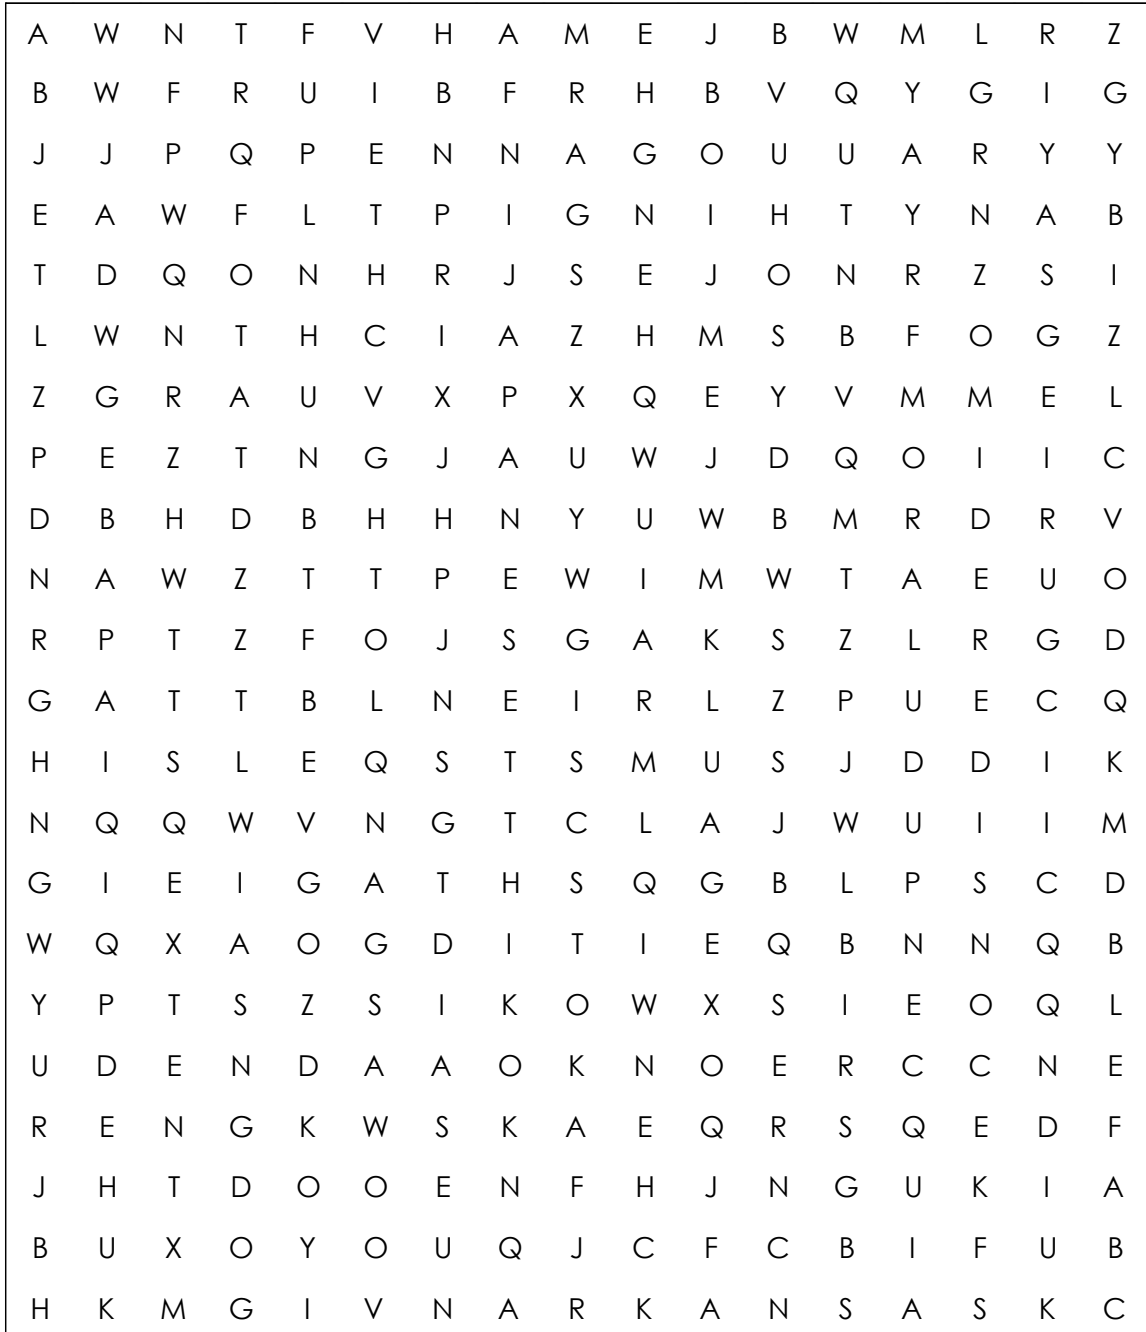 A W N T F V H A M E J B W M L R Z
B W F R U I B F R H B V Q Y G I G
J J P Q P E N N A G O U U A R Y Y
E A W F L T P I G N I H T Y N A B
T D Q O N H R J S E J O N R Z S I
L W N T H C I A Z H M S B F O G Z
Z G R A U V X P X Q E Y V M M E L
P E Z T N G J A U W J D Q O I I C
D B H D B H H N Y U W B M R D R V
N A W Z T T P E W I M W T A E U O
R P T Z F O J S G A K S Z L R G D
G A T T B L N E I R L Z P U E C Q
H I S L E Q S T S M U S J D D I K
N Q Q W V N G T C L A J W U I I M
G I E I G A T H S Q G B L P S C D
W Q X A O G D I T I E Q B N N Q B
Y P T S Z S I K O W X S I E O Q L
U D E N D A A O K N O E R C C N E
R E N G K W S K A E Q R S Q E D F
J H T D O O E N F H J N G U K I A
B U X O Y O U Q J C F C B I F U B
H K M G I V N A R K A N S A S K C